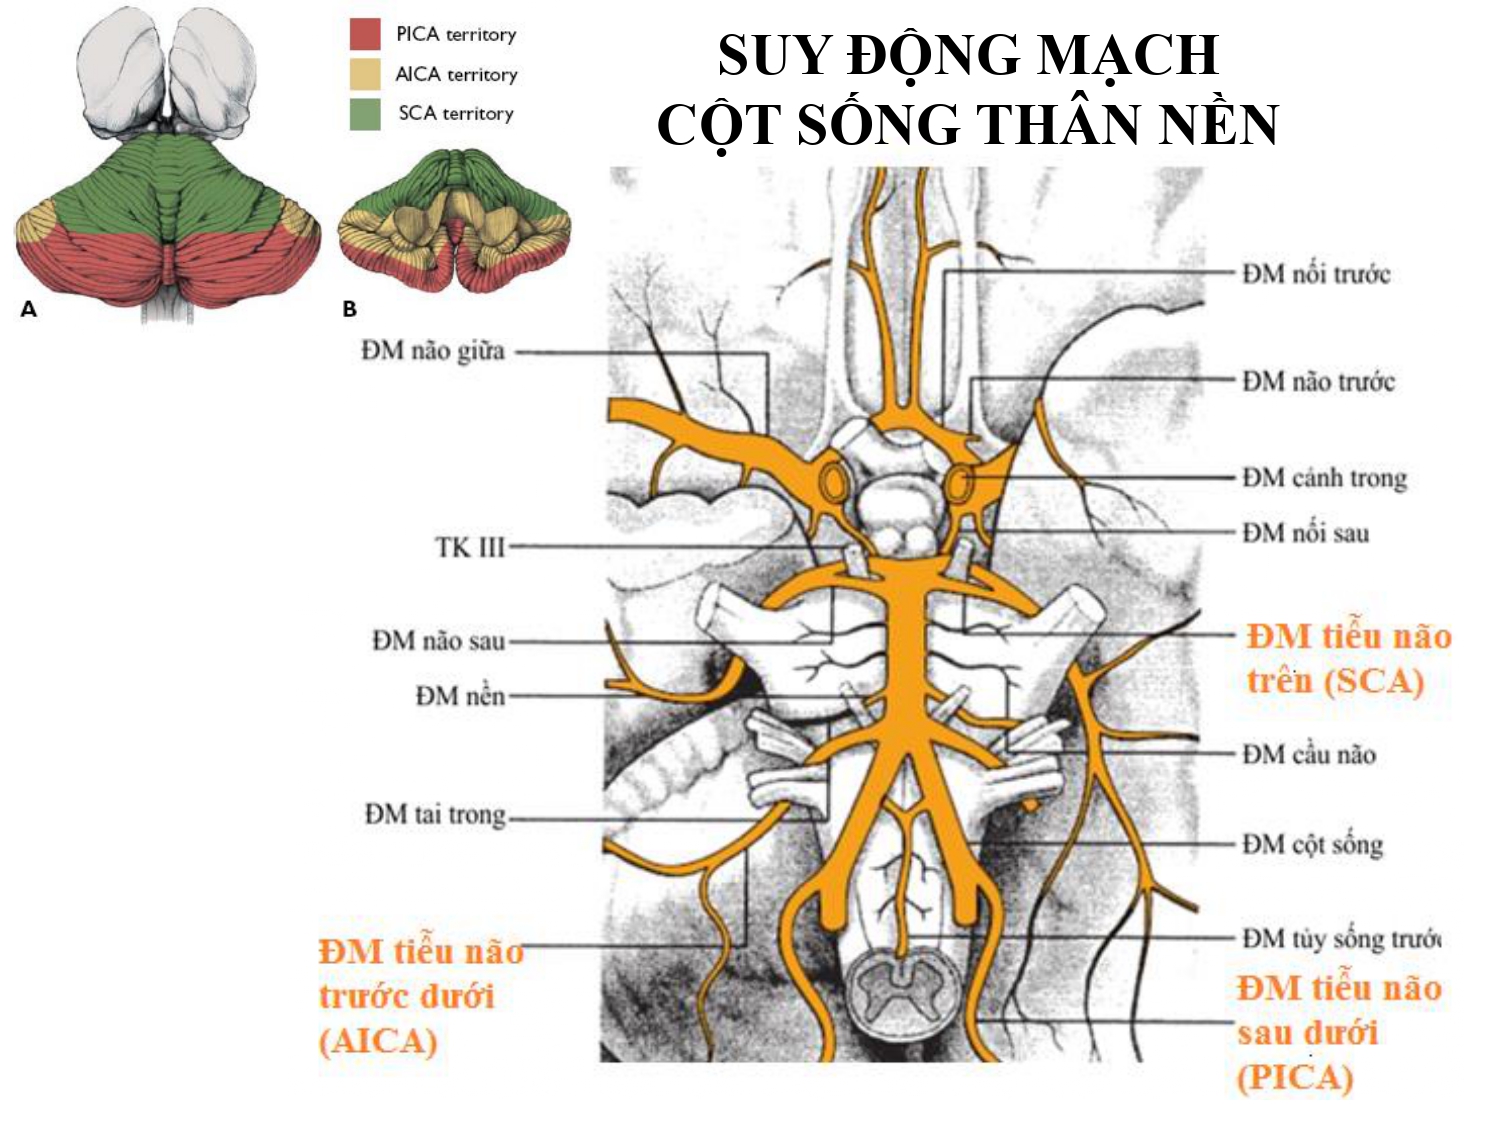 SUY ĐỘNG MẠCH
CỘT SỐNG THÂN NỀN
PICA territory
AICA territory
SCA territory
A
B
ĐM não giữa
TK III
ĐM não sau
ĐM nền
ĐM tai trong
ĐM tiễu não
trước dưới
(AICA)
ĐM nối trước
ĐM não trước
ĐM cảnh trong
ĐM nối sau
ĐM tiễu não
trên (SCA)
ĐM cầu não
ĐM cột sống
ĐM tủy sống trước
ĐM tiễu não
sau dưới
(PICA)